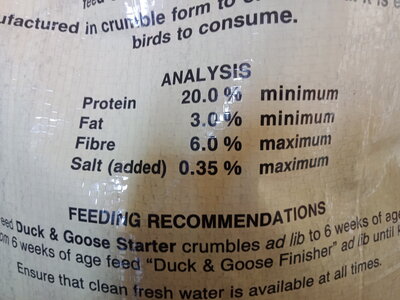 feed
ufactured in crumble form to
birds to consume.
ANALYSIS
Protein 20.0 % minimum
Fat 3.0 % minimum
Fibre 6.0 % maximum
Salt (added) 0.35 % maximum
FEEDING RECOMMENDATIONS
eed Duck & Goose Starter crumbles ad lib to 6 weeks of age
om 6 weeks of age feed "Duck & Goose Finisher" ad lib until
Ensure that clean fresh water is available at all times.